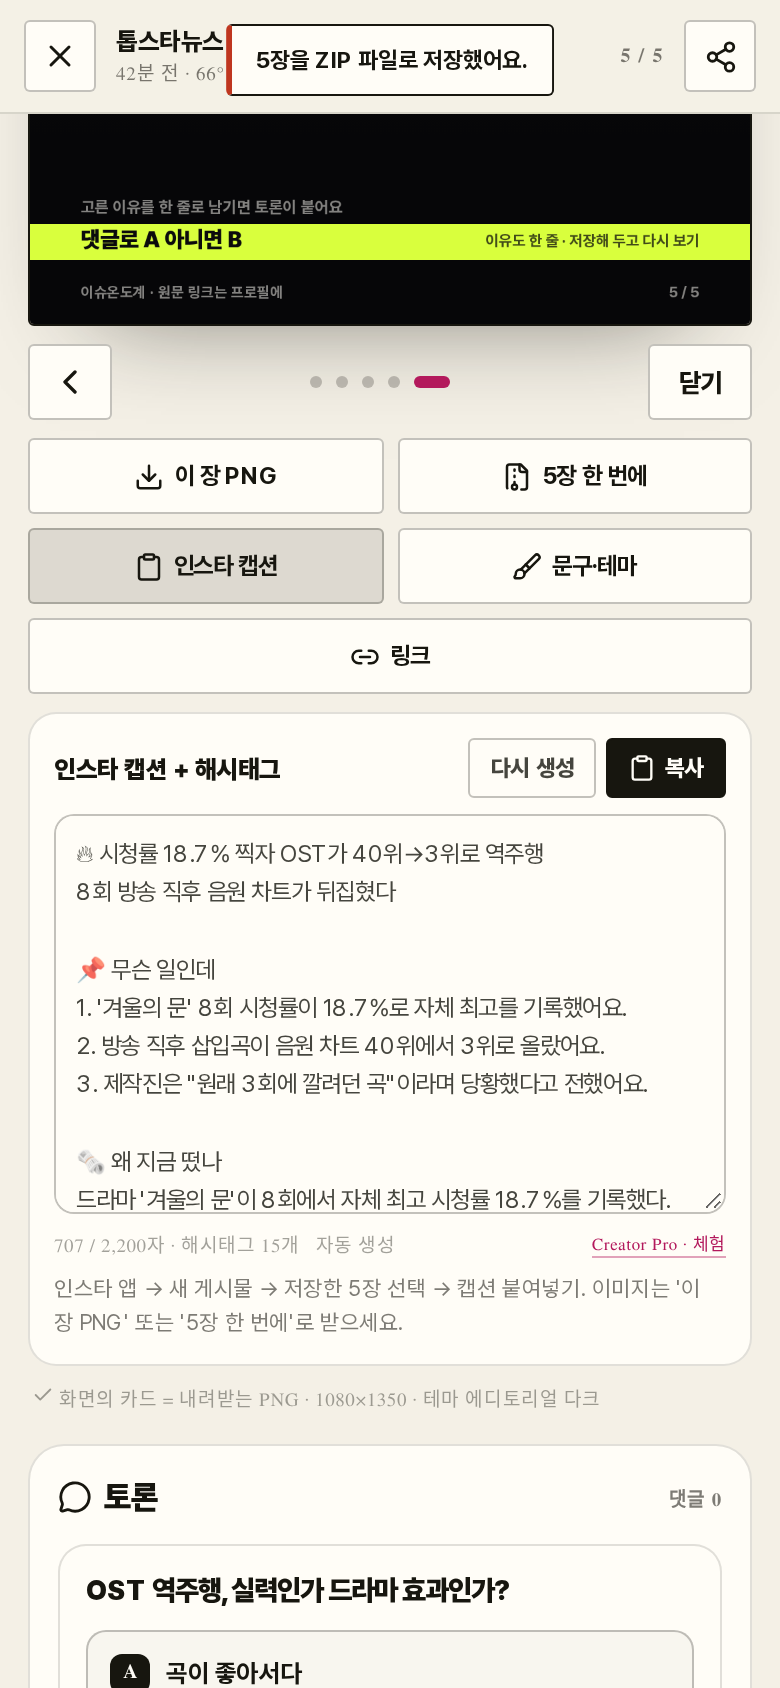 톱스타뉴스
42분 전 · 66°
5장을 ZIP 파일로 저장했어요.
5 / 5
고른 이유를 한 줄로 남기면 토론이 붙어요
댓글로 A 아니면 B
이유도 한 줄 · 저장해 두고 다시 보기
이슈온도계 · 원문 링크는 프로필에
5 / 5
닫기
이 장 PNG
5장 한 번에
인스타 캡션
문구·테마
링크
인스타 캡션 + 해시태그
다시 생성
복사
🔥 시청률 18.7% 찍자 OST가 40위→3위로 역주행
8회 방송 직후 음원 차트가 뒤집혔다
📌 무슨 일인데
1. '겨울의 문' 8회 시청률이 18.7%로 자체 최고를 기록했어요.
2. 방송 직후 삽입곡이 음원 차트 40위에서 3위로 올랐어요.
3. 제작진은 "원래 3회에 깔려던 곡"이라며 당황했다고 전했어요.
🗞️ 왜 지금 떴나
드라마 '겨울의 문'이 8회에서 자체 최고 시청률 18.7%를 기록했다.
707 / 2,200자 · 해시태그 15개 자동 생성
Creator Pro · 체험
인스타 앱 → 새 게시물 → 저장한 5장 선택 → 캡션 붙여넣기. 이미지는 '이
장 PNG' 또는 '5장 한 번에'로 받으세요.
화면의 카드 = 내려받는 PNG · 1080×1350 · 테마 에디토리얼 다크
토론
댓글 0
OST 역주행, 실력인가 드라마 효과인가?
A
곡이 좋아서다